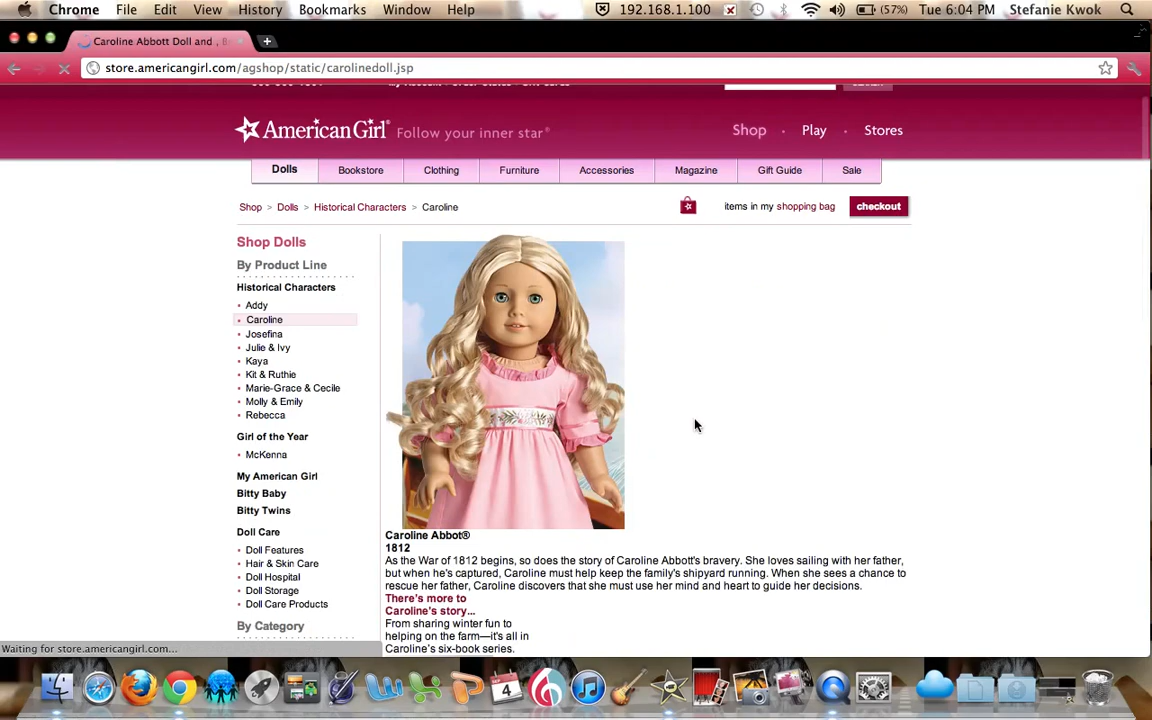 Chrome File Edit View History Bookmarks Window Help 192.168.1.100 (57%) Tue 6:04 PM Stefanie Kwok
Caroline Abbott Doll and , B
store.americangirl.com/agshop/static/carolinedoll.jsp
American Girl® Follow your inner star®
Shop · Play · Stores
Dolls Bookstore Clothing Furniture Accessories Magazine Gift Guide Sale
Shop > Dolls > Historical Characters > Caroline
items in my shopping bag checkout
Shop Dolls
By Product Line
Historical Characters
Addy
Caroline
Josefina
Julie & Ivy
Kaya
Kit & Ruthie
Marie-Grace & Cecile
Molly & Emily
Rebecca
Girl of the Year
McKenna
My American Girl
Bitty Baby
Bitty Twins
Doll Care
Doll Features
Hair & Skin Care
Doll Hospital
Doll Storage
Doll Care Products
By Category
Caroline Abbot®
1812
As the War of 1812 begins, so does the story of Caroline Abbott's bravery. She loves sailing with her father,
but when he's captured, Caroline must help keep the family's shipyard running. When she sees a chance to
rescue her father, Caroline discovers that she must use her mind and heart to guide her decisions.
There's more to
Caroline's story...
From sharing winter fun to
helping on the farm—it's all in
Caroline's six-book series.
Waiting for store.americangirl.com...
SEP
4